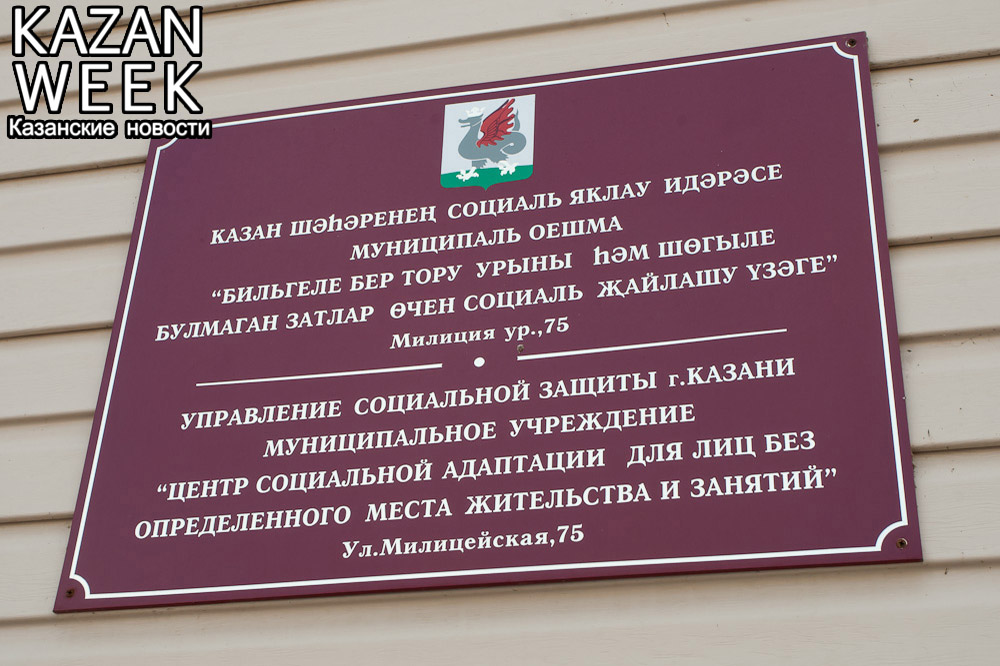 KAZAN
WEEK
Казанские новости
КАЗАН ШӘҺӘРЕНЕҢ СОЦИАЛЬ ЯКЛАУ ИДӘРӘСЕ
МУНИЦИПАЛЬ ОЕШМА
“БИЛЬГЕЛЕ БЕР ТОРУ УРЫНЫ ҺӘМ ШӨГЫЛЕ
БУЛМАГАН ЗАТЛАР ӨЧЕН СОЦИАЛЬ ҖАЙЛАШУ ҮЗӘГЕ”
Милиция ур.,75
УПРАВЛЕНИЕ СОЦИАЛЬНОЙ ЗАЩИТЫ г.КАЗАНИ
МУНИЦИПАЛЬНОЕ УЧРЕЖДЕНИЕ
“ЦЕНТР СОЦИАЛЬНОЙ АДАПТАЦИИ ДЛЯ ЛИЦ БЕЗ
ОПРЕДЕЛЕННОГО МЕСТА ЖИТЕЛЬСТВА И ЗАНЯТИЙ”
Ул.Милицейская,75